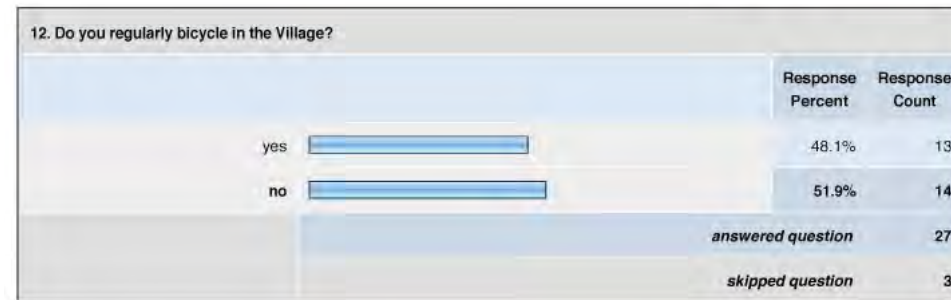 12. Do you regularly bicycle in the Village?
Response Percent Response Count
yes 48.1% 13
no 51.9% 14
answered question 27
skipped question 3